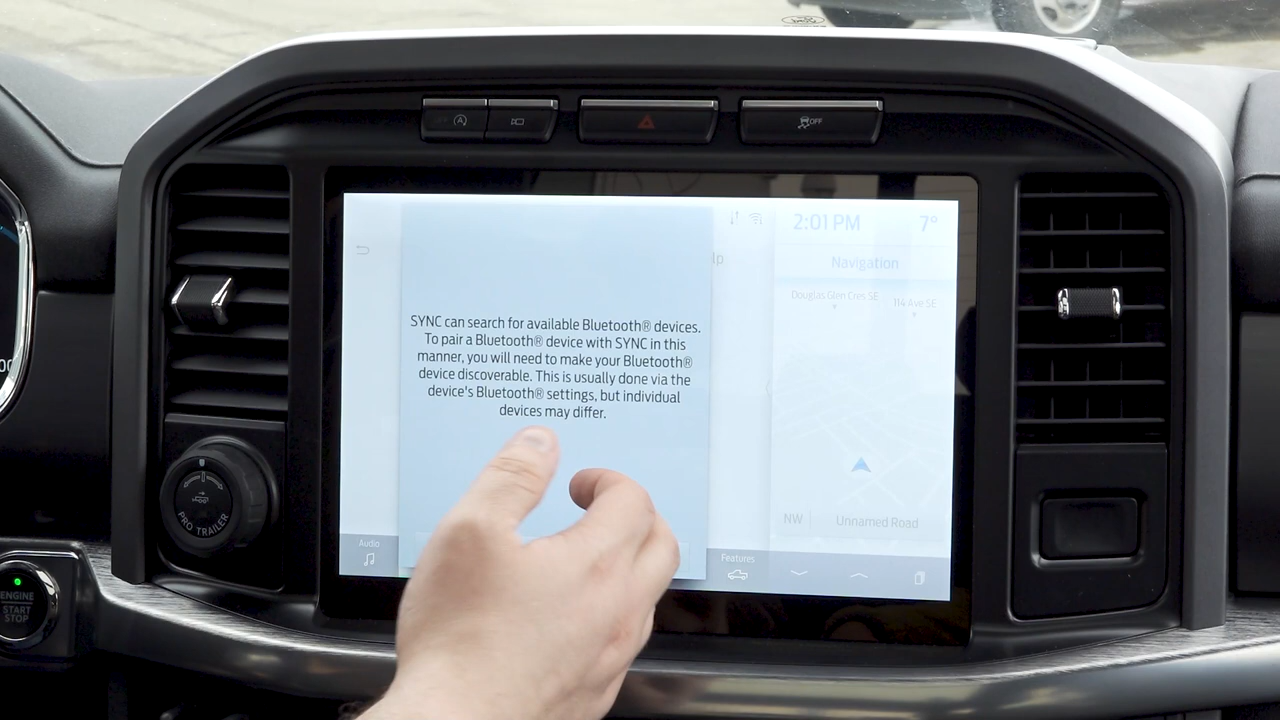 OFF
2:01 PM
7°
lp
Navigation
Douglas Glen Cres SE
114 Ave SE
SYNC can search for available Bluetooth® devices.
To pair a Bluetooth® device with SYNC in this
manner, you will need to make your Bluetooth®
device discoverable. This is usually done via the
device's Bluetooth® settings, but individual
devices may differ.
PRO TRAILER
NW
Unnamed Road
Audio
Features
ENGINE
START
STOP